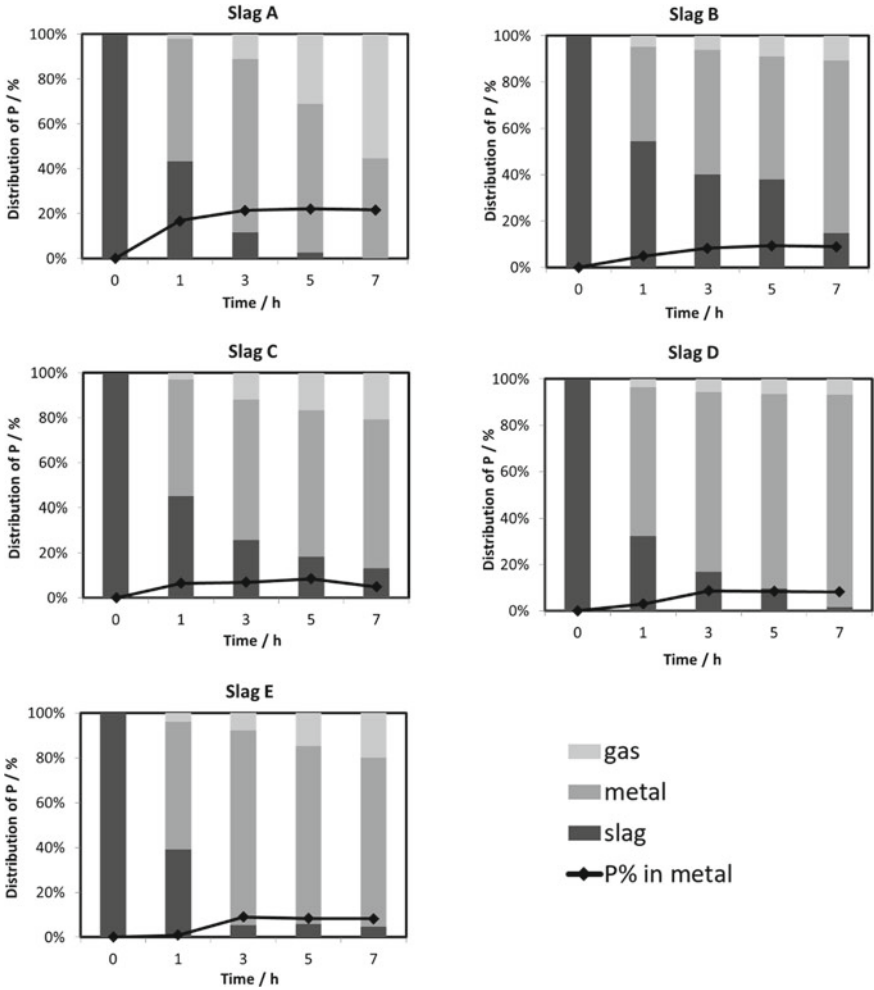 Slag A
Distribution of P / %
100%
80%
60%
40%
20%
0%
0 1 3 5 7
Time / h
Slag B
Distribution of P / %
100%
80%
60%
40%
20%
0%
0 1 3 5 7
Time / h
Slag C
Distribution of P / %
100%
80%
60%
40%
20%
0%
0 1 3 5 7
Time / h
Slag D
Distribution of P / %
100%
80%
60%
40%
20%
0%
0 1 3 5 7
Time / h
Slag E
Distribution of P / %
100%
80%
60%
40%
20%
0%
0 1 3 5 7
Time / h
gas
metal
slag
P% in metal